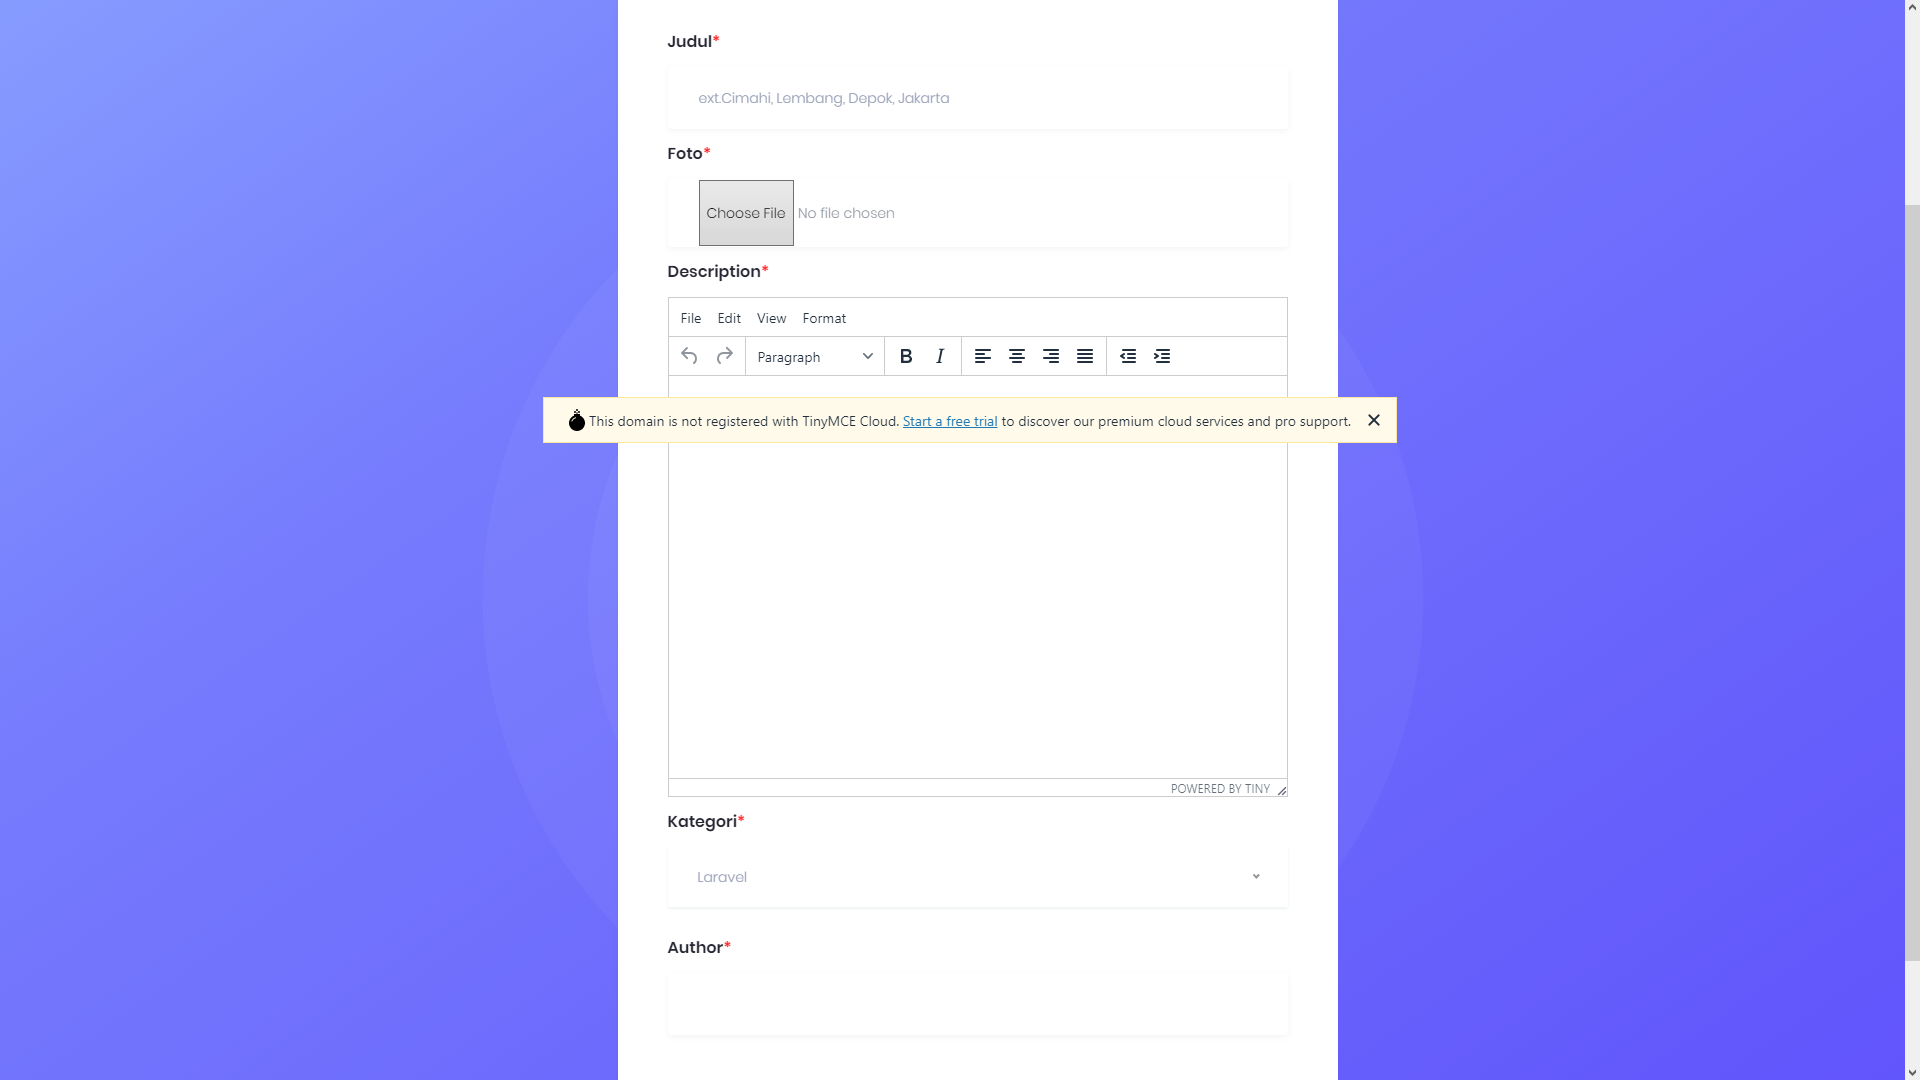 Judul*
ext.Cimahi, Lembang, Depok, Jakarta
Foto*
Choose File No file chosen
Description*
File Edit View Format
Paragraph B I
This domain is not registered with TinyMCE Cloud. Start a free trial to discover our premium cloud services and pro support.
POWERED BY TINY
Kategori*
Laravel
Author*